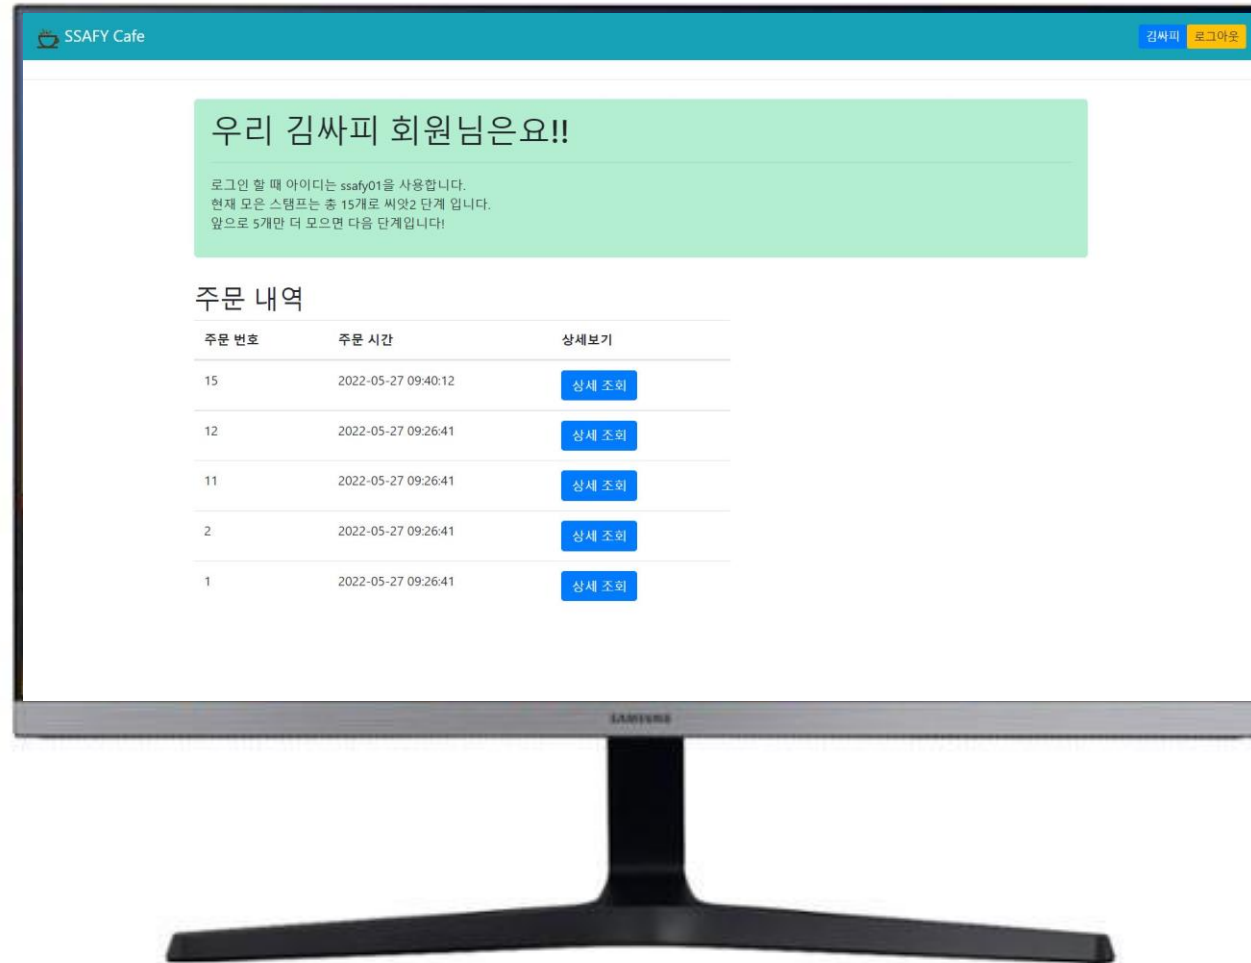 SSAFY Cafe
김싸피 로그아웃
우리 김싸피 회원님은요!!
로그인 할 때 아이디는 ssafy01을 사용합니다.
현재 모은 스탬프는 총 15개로 씨앗2 단계 입니다.
앞으로 5개만 더 모으면 다음 단계입니다!
주문 내역
주문 번호 주문 시간 상세보기
15 2022-05-27 09:40:12 상세 조회
12 2022-05-27 09:26:41 상세 조회
11 2022-05-27 09:26:41 상세 조회
2 2022-05-27 09:26:41 상세 조회
1 2022-05-27 09:26:41 상세 조회
SAMSUNG